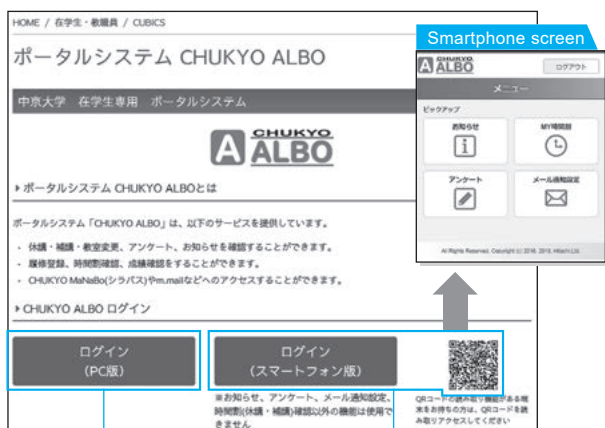 HOME / 在学生・教職員 / CUBICS
ポータルシステム CHUKYO ALBO
中京大学 在学生専用 ポータルシステム
A CHUKYO
ALBO
ポータルシステム CHUKYO ALBOとは
ポータルシステム「CHUKYO ALBO」は、以下のサービスを提供しています。
・ 休講・補講・教室変更、アンケート、お知らせを確認することができます。
・ 履修登録、時間割確認、成績確認をすることができます。
・ CHUKYO MaNaBo(シラバス)やm.mailなどへのアクセスすることができます。
CHUKYO ALBO ログイン
ログイン
(PC版)
ログイン
(スマートフォン版)
※お知らせ、アンケート、メール通知設定、
時間割(休講・補講)確認以外の機能は使用で
きません
QRコードの読み取り機能がある端
末をお持ちの方は、QRコードを読
み取りアクセスしてください
Smartphone screen
A CHUKYO
ALBO
ログアウト
メニュー
ピックアップ
お知らせ
MY時間割
アンケート
メール通知設定
All Rights Reserved. Copyright (c) 2016, 2018, Hitachi Ltd.